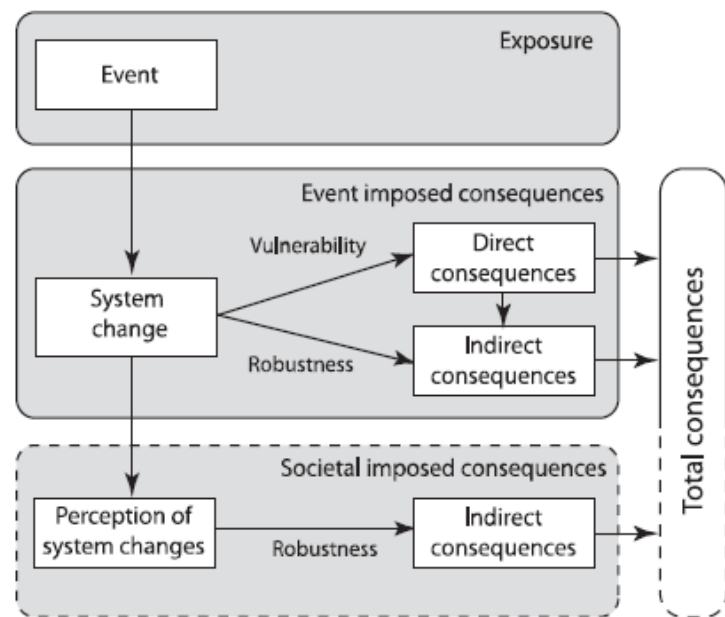 Exposure
Event
Event imposed consequences
Vulnerability
Direct
consequences
System
change
Robustness
Indirect
consequences
Societal imposed consequences
Perception of
system changes
Robustness
Indirect
consequences
Total consequences